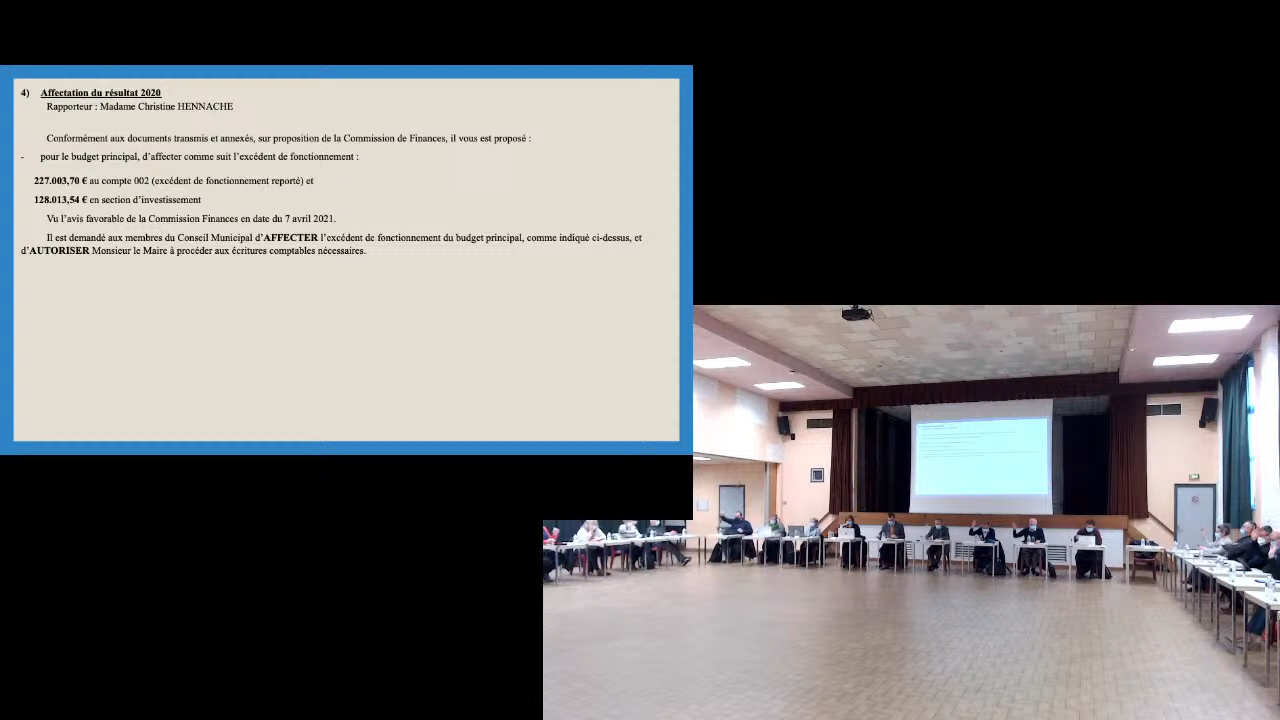 4) Affectation du résultat 2020
Rapporteur : Madame Christine HENNACHE
Conformément aux documents transmis et annexés, sur proposition de la Commission de Finances, il vous est proposé :
- pour le budget principal, d’affecter comme suit l’excédent de fonctionnement :
227.003,70 € au compte 002 (excédent de fonctionnement reporté) et
128.013,54 € en section d’investissement
Vu l’avis favorable de la Commission Finances en date du 7 avril 2021.
Il est demandé aux membres du Conseil Municipal d’AFFECTER l’excédent de fonctionnement du budget principal, comme indiqué ci-dessus, et
d’AUTORISER Monsieur le Maire à procéder aux écritures comptables nécessaires.